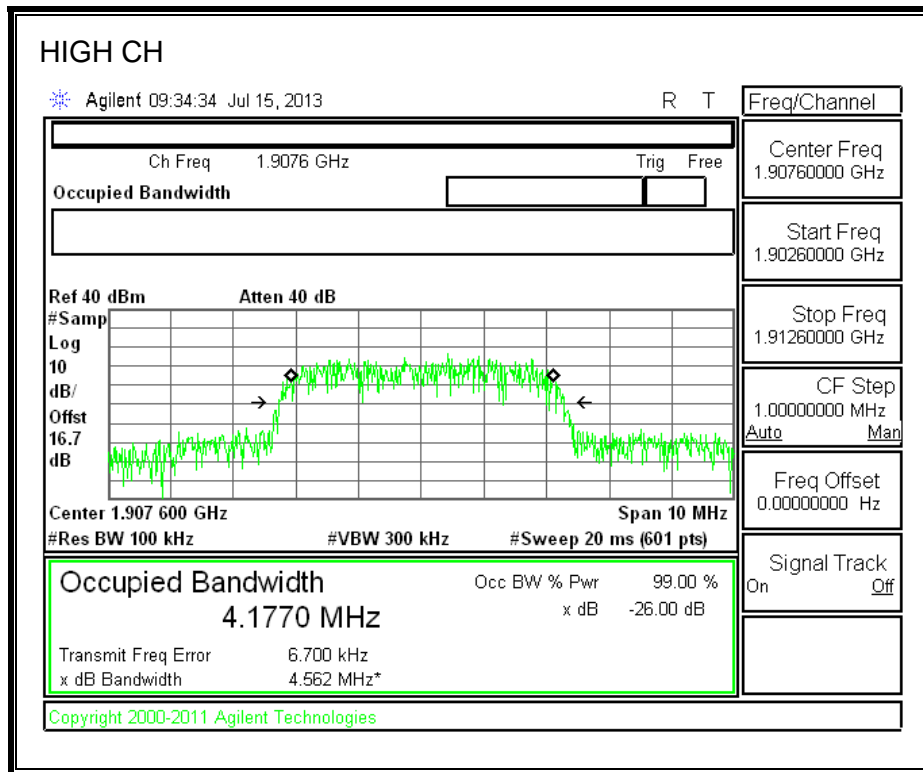 HIGH CH
Agilent 09:34:34 Jul 15, 2013 R T
Freq/Channel
Ch Freq 1.9076 GHz Trig Free
Occupied Bandwidth
Center Freq
1.90760000 GHz
Start Freq
1.90260000 GHz
Stop Freq
1.91260000 GHz
CF Step
1.00000000 MHz
Auto Man
Freq Offset
0.00000000 Hz
Signal Track
On Off
Ref 40 dBm Atten 40 dB
#Samp
Log
10
dB/
Offst
16.7
dB
Center 1.907 600 GHz Span 10 MHz
#Res BW 100 kHz #VBW 300 kHz #Sweep 20 ms (601 pts)
Occupied Bandwidth Occ BW % Pwr 99.00 %
4.1770 MHz x dB -26.00 dB
Transmit Freq Error 6.700 kHz
x dB Bandwidth 4.562 MHz*
Copyright 2000-2011 Agilent Technologies